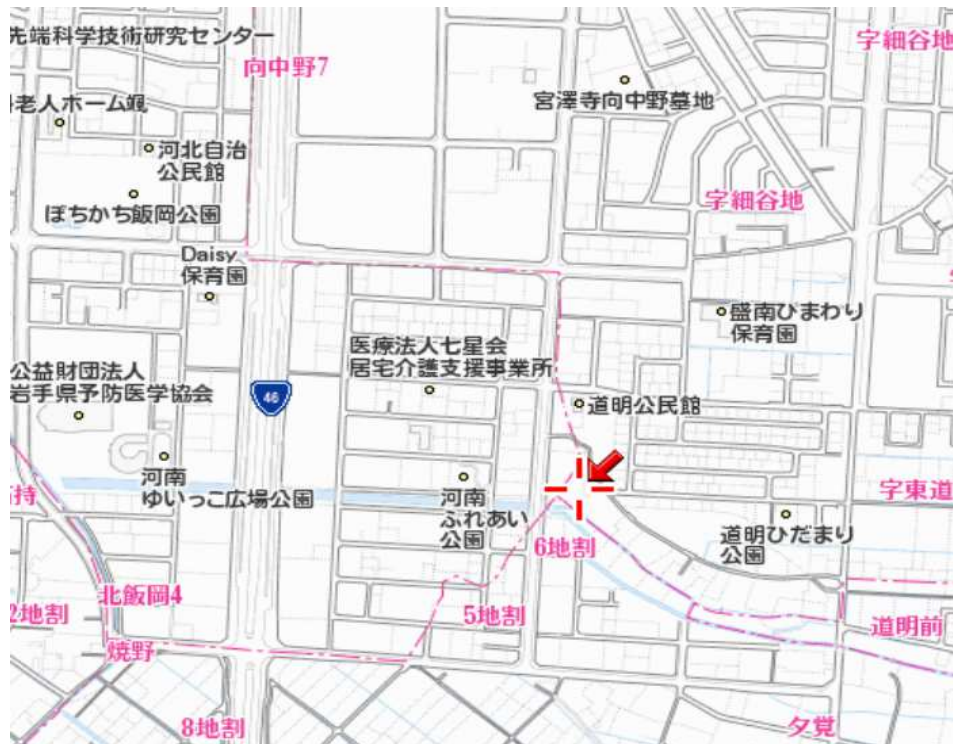 先端科学技術研究センター
向中野7
字細谷地
宮澤寺向中野墓地
老人ホーム颯
河北自治
公民館
ぽちかち飯岡公園
字細谷地
Daisy
保育園
盛南ひまわり
保育園
医療法人七星会
居宅介護支援事業所
公益財団法人
岩手県予防医学協会
46
道明公民館
河南
ゆいっこ広場公園
河南
ふれあい
公園
持
字東道
道明ひだまり
公園
6地割
北飯岡4
2地割
5地割
道明前
焼野
8地割
夕覚